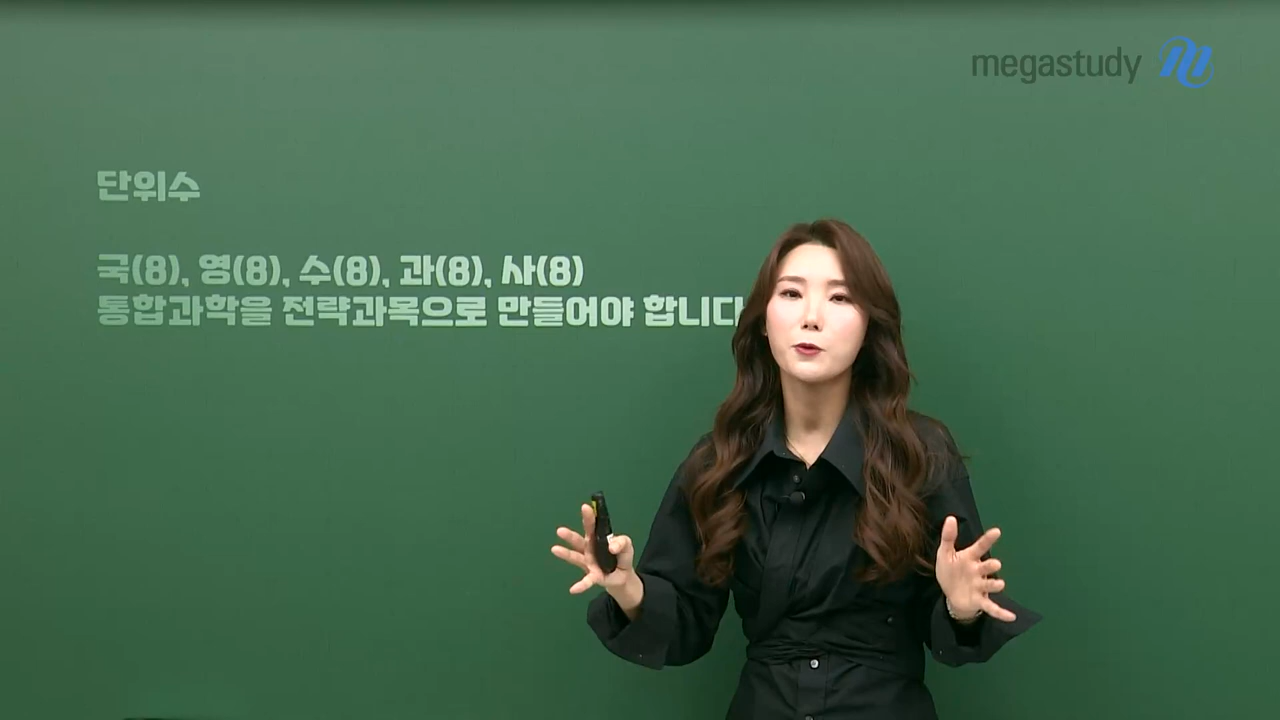 megastudy
단위수
국(8), 영(8), 수(8), 과(8), 사(8)
통합과학을 전략과목으로 만들어야 합니다